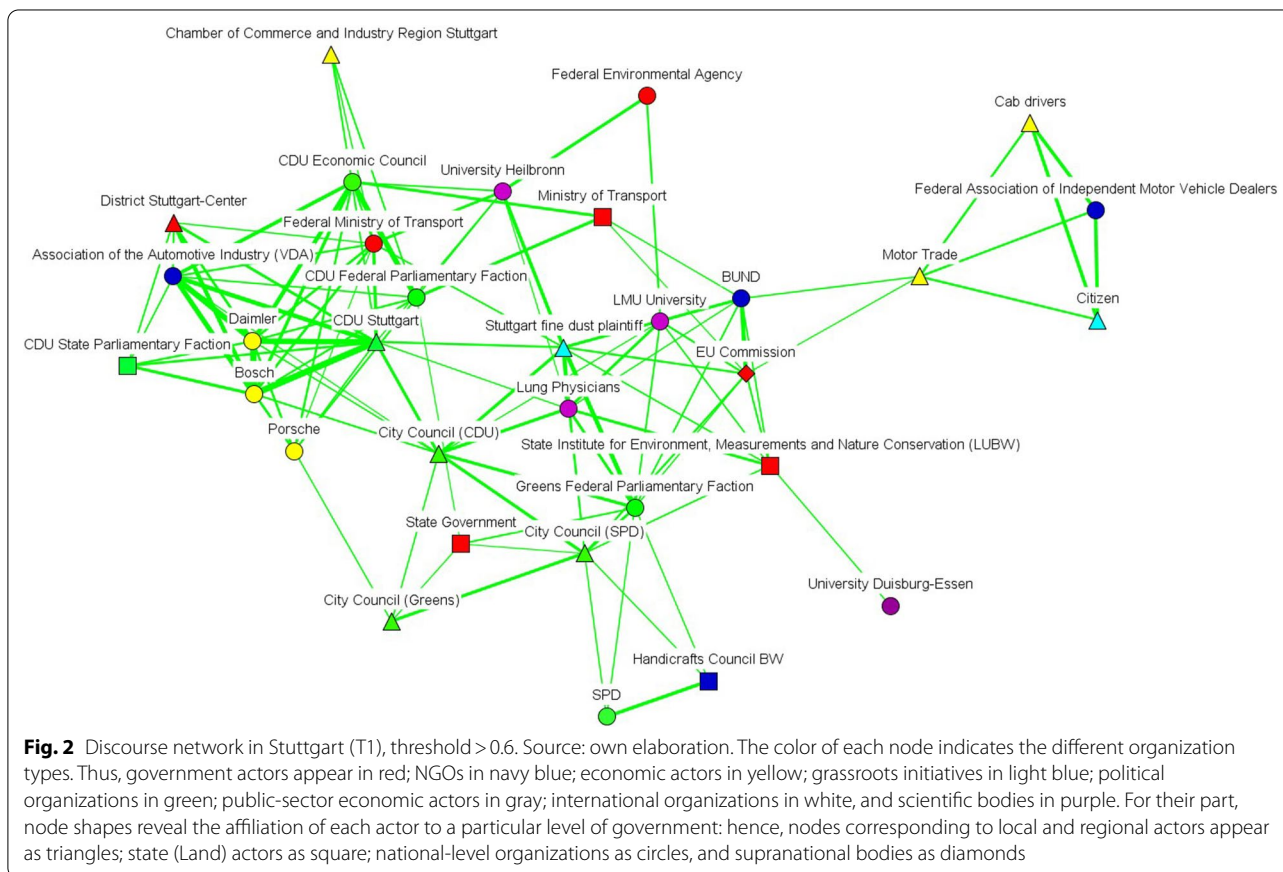 Chamber of Commerce and Industry Region Stuttgart
Federal Environmental Agency
Cab drivers
CDU Economic Council
University Heilbronn
Federal Association of Independent Motor Vehicle Dealers
District Stuttgart-Center
Ministry of Transport
Federal Ministry of Transport
Association of the Automotive Industry (VDA)
Motor Trade
CDU Federal Parliamentary Faction
BUND
LMU University
Citizen
Daimler
CDU Stuttgart
Stuttgart fine dust plaintiff
CDU State Parliamentary Faction
EU Commission
Bosch
Lung Physicians
Porsche
City Council (CDU)
State Institute for Environment, Measurements and Nature Conservation (LUBW)
Greens Federal Parliamentary Faction
State Government
City Council (SPD)
University Duisburg-Essen
City Council (Greens)
Handicrafts Council BW
SPD
Fig. 2 Discourse network in Stuttgart (T1), threshold > 0.6. Source: own elaboration. The color of each node indicates the different organization
types. Thus, government actors appear in red; NGOs in navy blue; economic actors in yellow; grassroots initiatives in light blue; political
organizations in green; public-sector economic actors in gray; international organizations in white, and scientific bodies in purple. For their part,
node shapes reveal the affiliation of each actor to a particular level of government: hence, nodes corresponding to local and regional actors appear
as triangles; state (Land) actors as square; national-level organizations as circles, and supranational bodies as diamonds